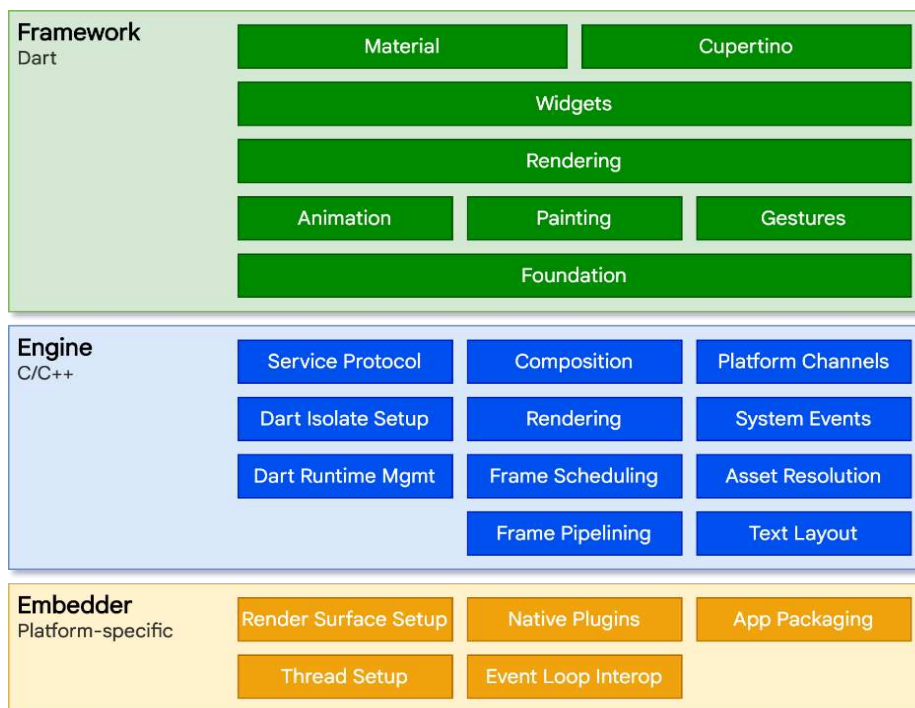 Framework
Dart
Material
Cupertino
Widgets
Rendering
Animation
Painting
Gestures
Foundation
Engine
C/C++
Service Protocol
Composition
Platform Channels
Dart Isolate Setup
Rendering
System Events
Dart Runtime Mgmt
Frame Scheduling
Asset Resolution
Frame Pipelining
Text Layout
Embedder
Platform-specific
Render Surface Setup
Native Plugins
App Packaging
Thread Setup
Event Loop Interop